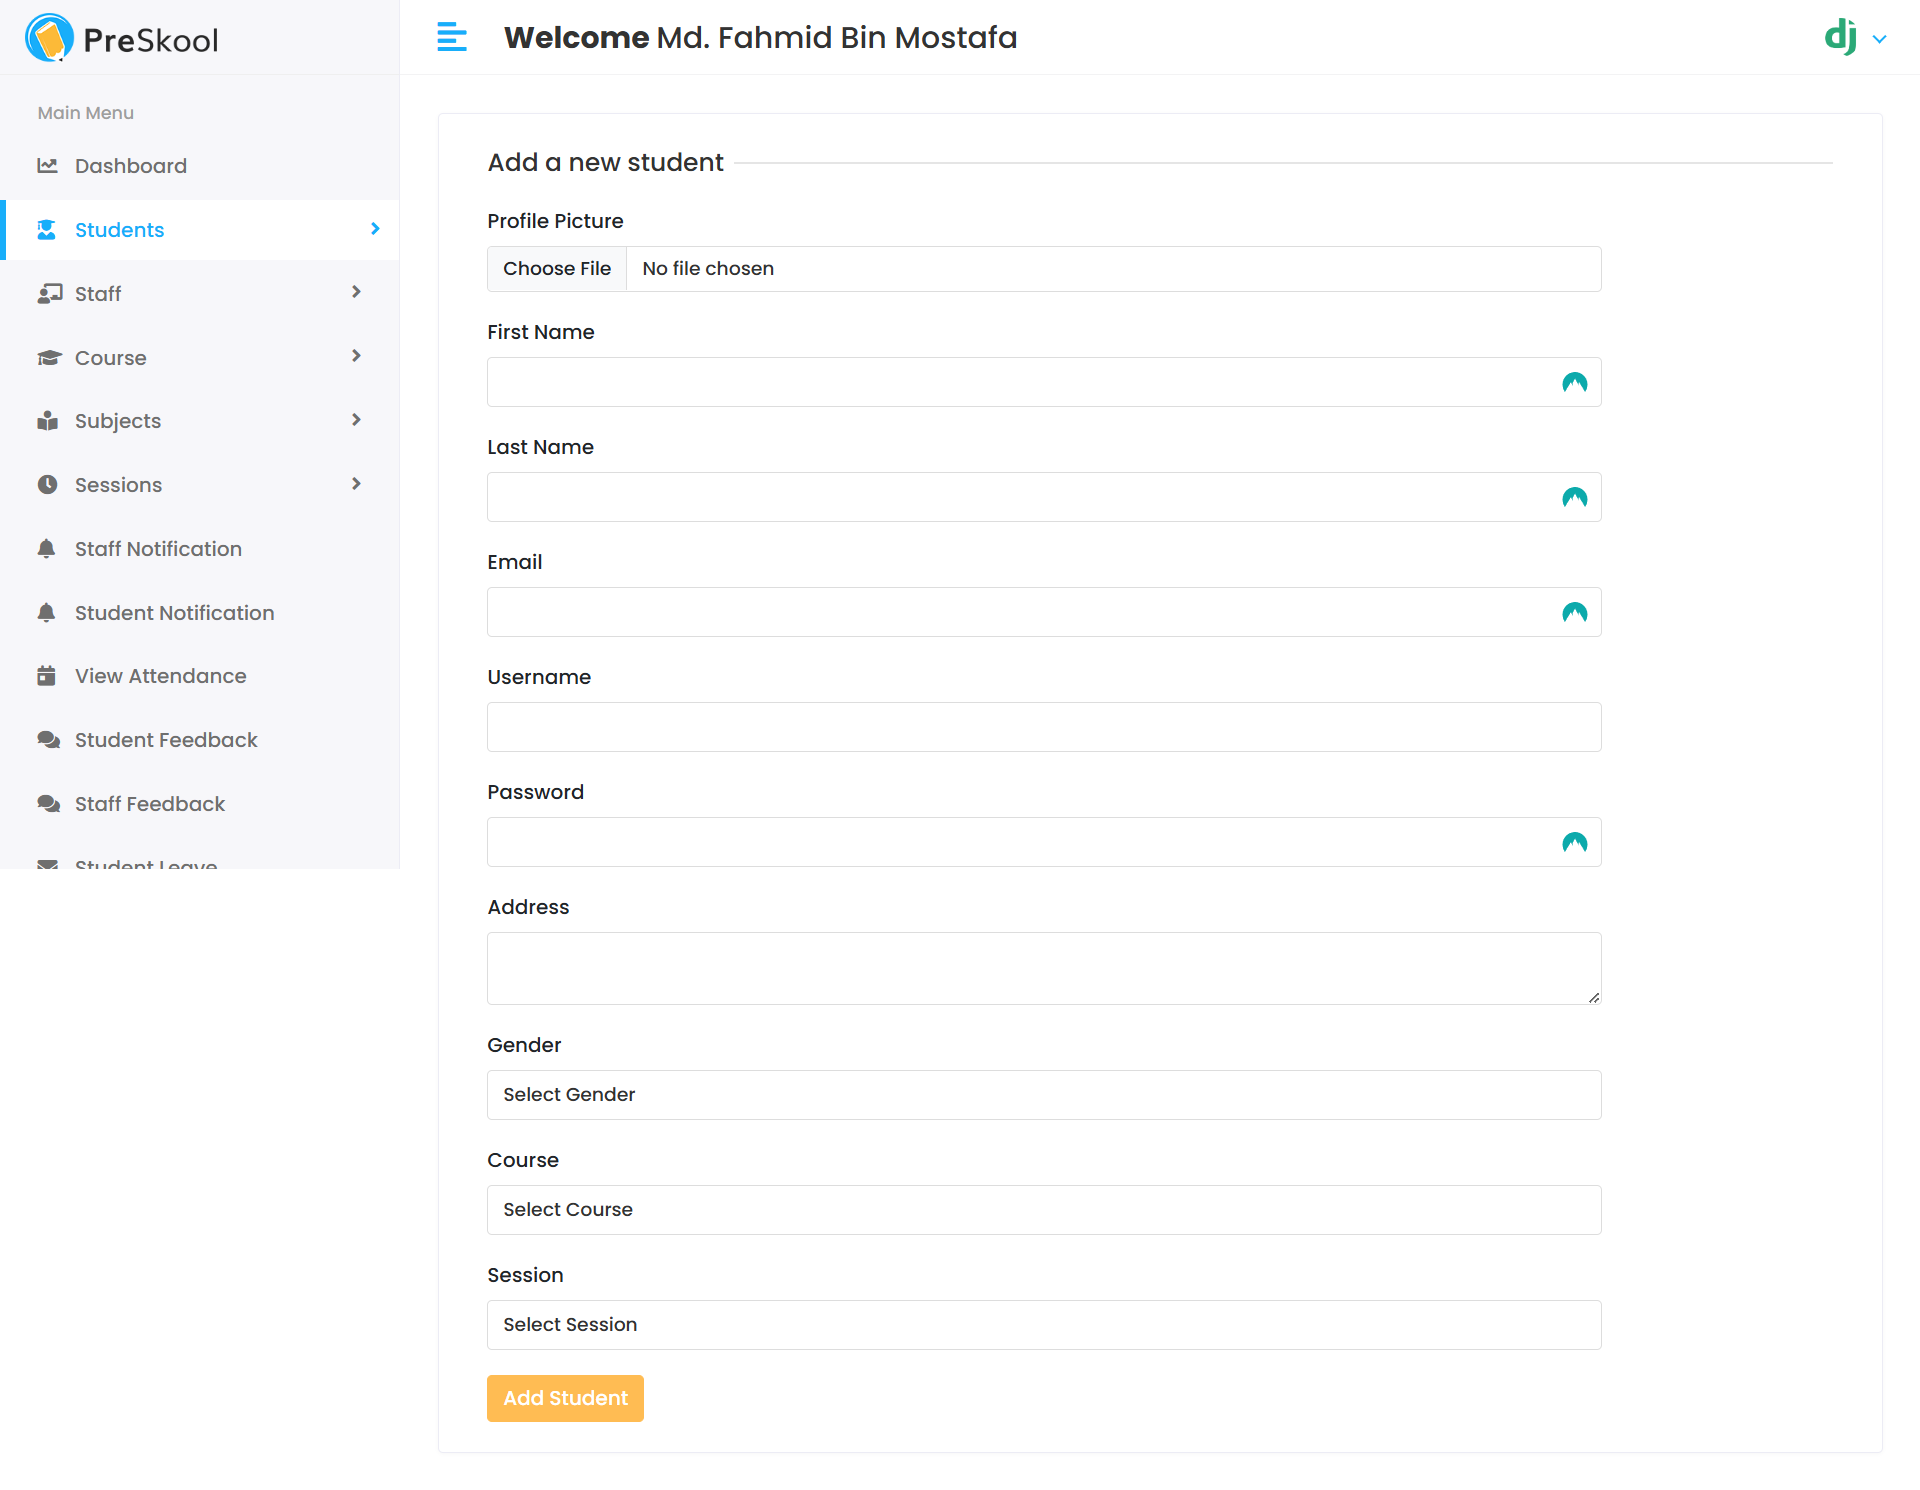 PreSkool
Welcome Md. Fahmid Bin Mostafa
dj
Main Menu
Dashboard
Students
Staff
Course
Subjects
Sessions
Staff Notification
Student Notification
View Attendance
Student Feedback
Staff Feedback
Student Leave
Add a new student
Profile Picture
Choose File No file chosen
First Name
Last Name
Email
Username
Password
Address
Gender
Select Gender
Course
Select Course
Session
Select Session
Add Student